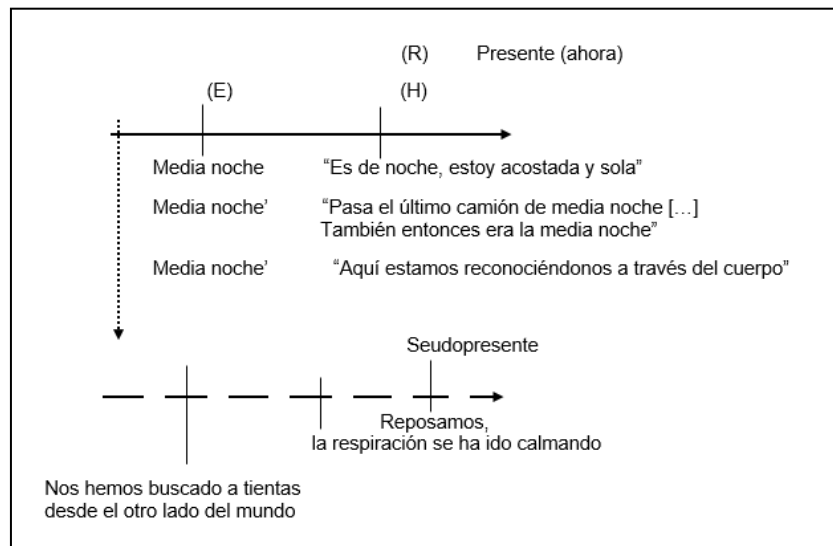 (R) Presente (ahora)
(E) (H)
Media noche “Es de noche, estoy acostada y sola”
Media noche’ “Pasa el último camión de media noche […]
También entonces era la media noche”
Media noche’ “Aquí estamos reconociéndonos a través del cuerpo”
Seudopresente
Reposamos,
la respiración se ha ido calmando
Nos hemos buscado a tientas
desde el otro lado del mundo